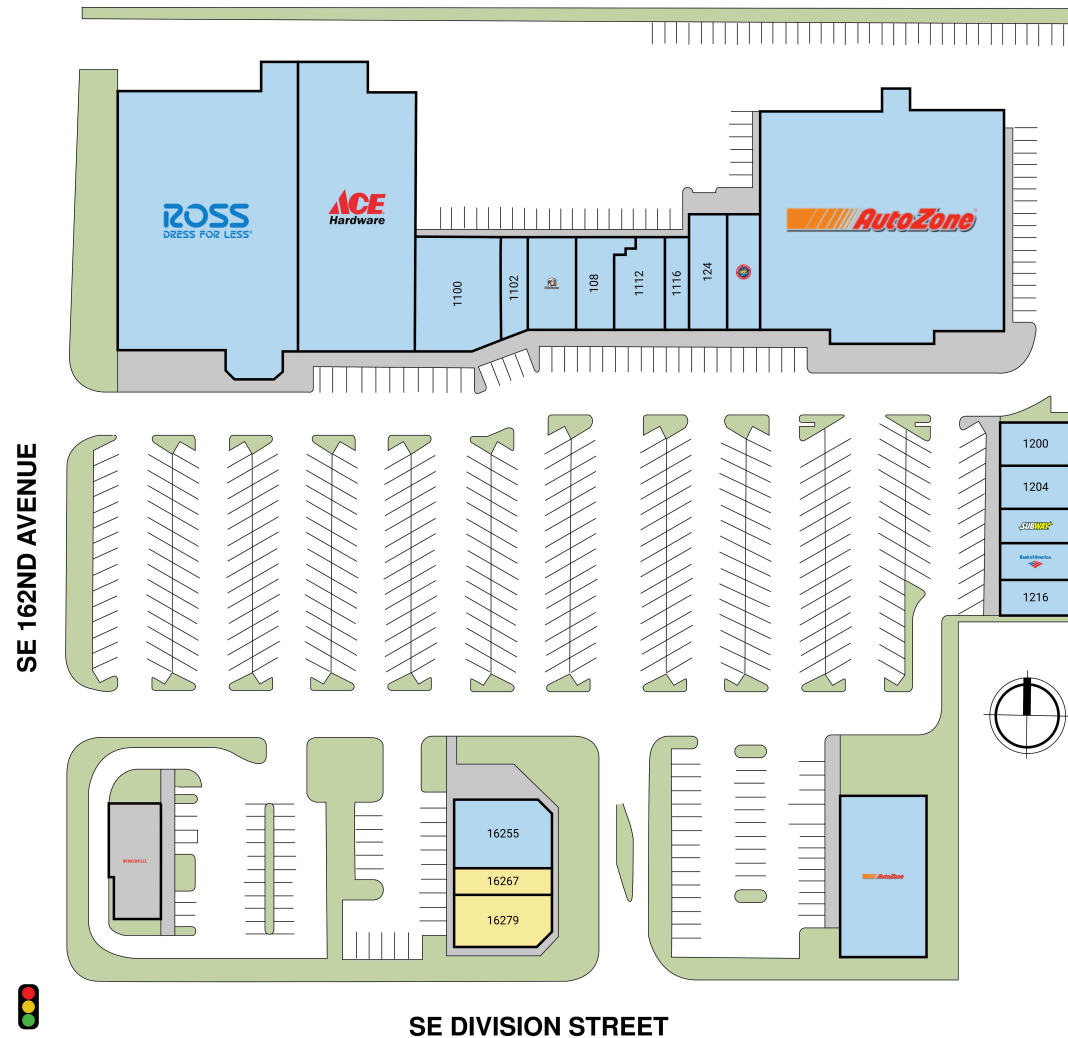 ROSS
DRESS FOR LESS®
ACE
Hardware
AutoZone
1100
1102
108
1112
1116
124
SE 162ND AVENUE
1200
1204
SUBWAY
Bank of America
1216
16255
16267
16279
AutoZone
SE DIVISION STREET